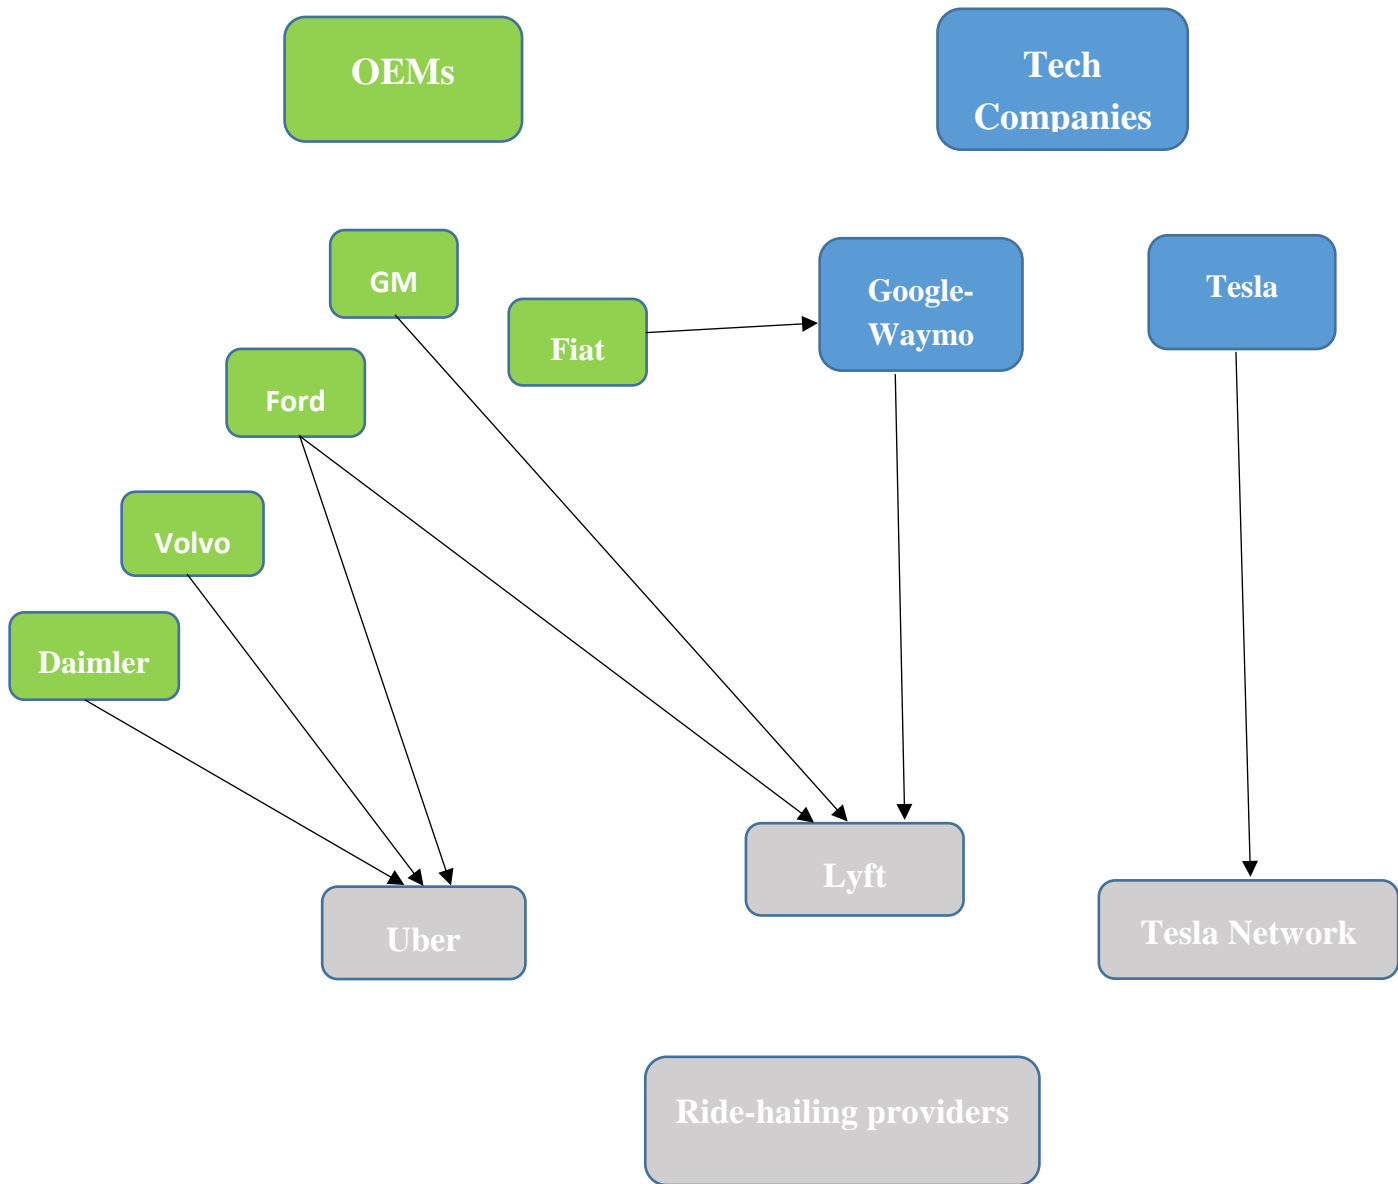 OEMs
Tech
Companies
GM
Google-
Waymo
Tesla
Fiat
Ford
Volvo
Daimler
Lyft
Uber
Tesla Network
Ride-hailing providers